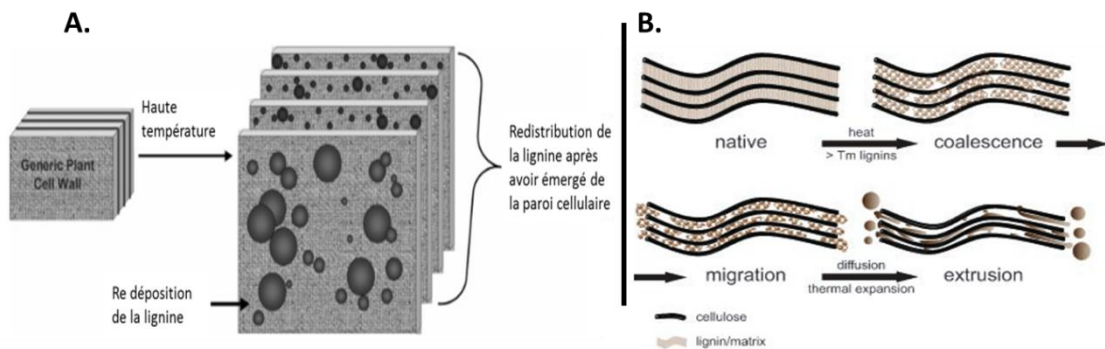 A.
Generic Plant
Cell Wall
Haute
température
Redistribution de
la lignine après
avoir émergé de
la paroi cellulaire
Re déposition
de la lignine
B.
native
heat
> Tm lignins
coalescence
migration
diffusion
thermal expansion
extrusion
cellulose
lignin/matrix